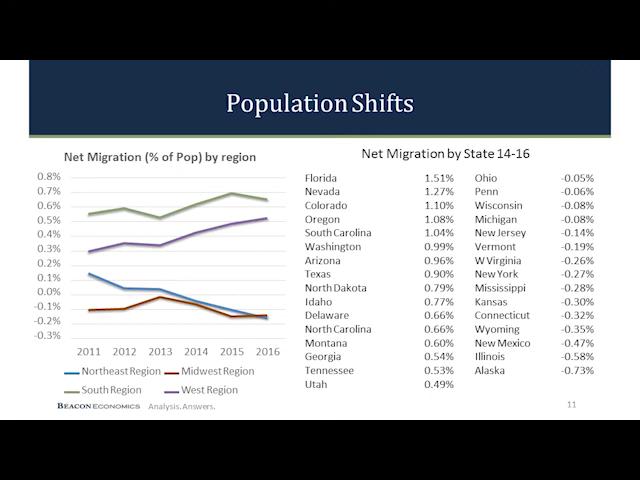 Population Shifts
Net Migration (% of Pop) by region
0.8%
0.7%
0.6%
0.5%
0.4%
0.3%
0.2%
0.1%
0.0%
-0.1%
-0.2%
-0.3%
2011 2012 2013 2014 2015 2016
Northeast Region Midwest Region
South Region West Region
Net Migration by State 14-16
Florida 1.51% Ohio -0.05%
Nevada 1.27% Penn -0.06%
Colorado 1.10% Wisconsin -0.08%
Oregon 1.08% Michigan -0.08%
South Carolina 1.04% New Jersey -0.14%
Washington 0.99% Vermont -0.19%
Arizona 0.96% W Virginia -0.26%
Texas 0.90% New York -0.27%
North Dakota 0.79% Mississippi -0.28%
Idaho 0.77% Kansas -0.30%
Delaware 0.66% Connecticut -0.32%
North Carolina 0.66% Wyoming -0.35%
Montana 0.60% New Mexico -0.47%
Georgia 0.54% Illinois -0.58%
Tennessee 0.53% Alaska -0.73%
Utah 0.49%
BEACON ECONOMICS Analysis. Answers.
11